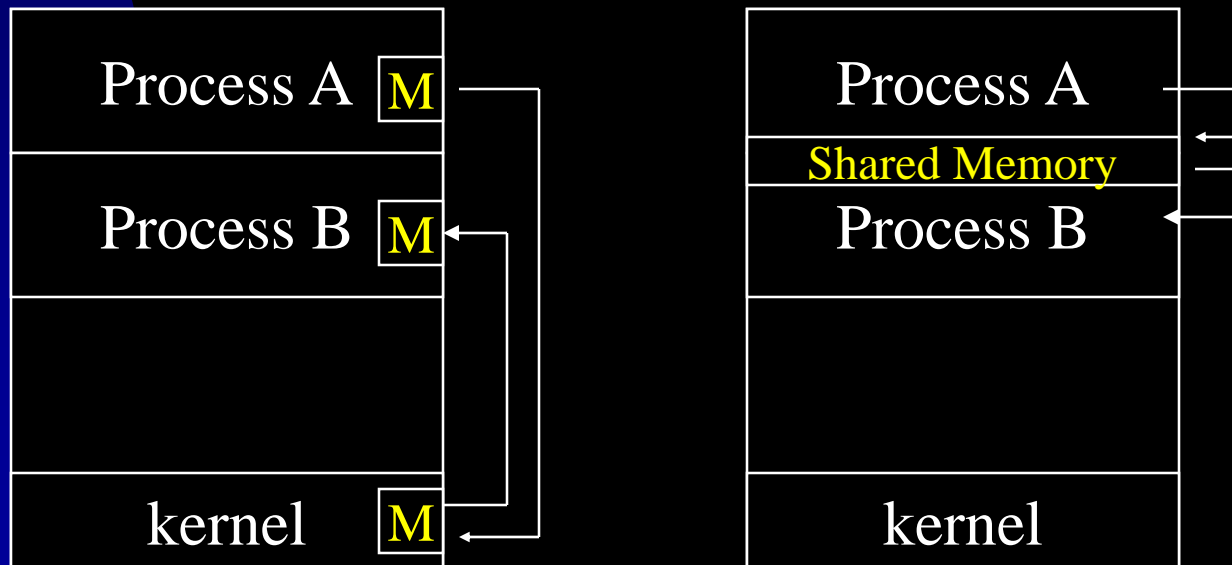 Process A
M
Process B
M
kernel
M
Process A
Shared Memory
Process B
kernel